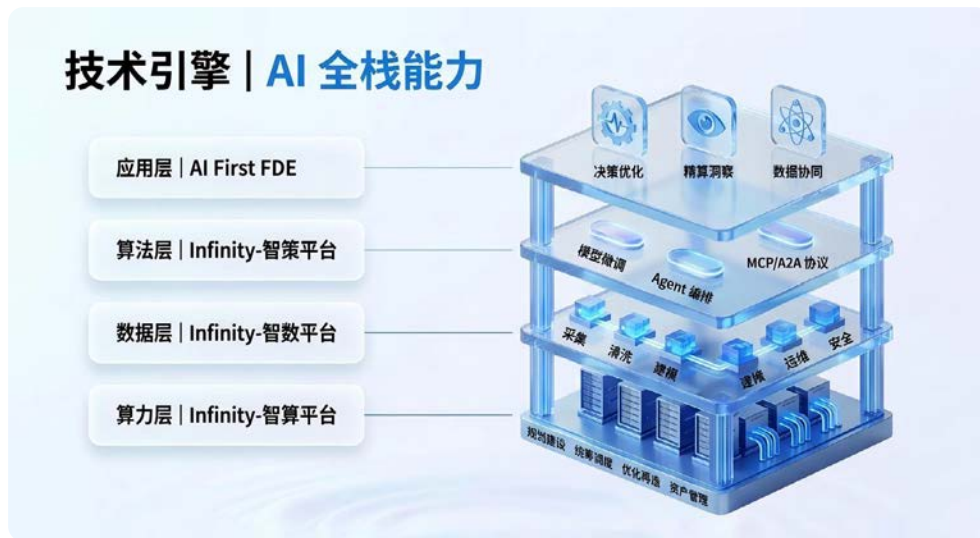 技术引擎 | AI 全栈能力
应用层 | AI First FDE
算法层 | Infinity-智策平台
数据层 | Infinity-智数平台
算力层 | Infinity-智算平台
决策优化
精算洞察
数据协同
模型微调
Agent 编排
MCP/A2A 协议
采集
清洗
建模
建模
运维
安全
规划建设
统筹调度
优化再造
资产管理